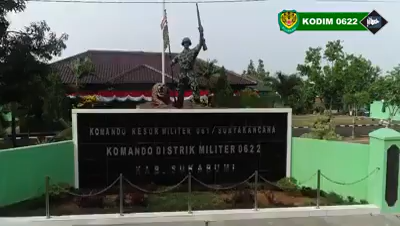 KODIM 0622
KOMANDO RESOR MILITER 061/SURYAKANCANA
KOMANDO DISTRIK MILITER 0622
KAB. SUKABUMI